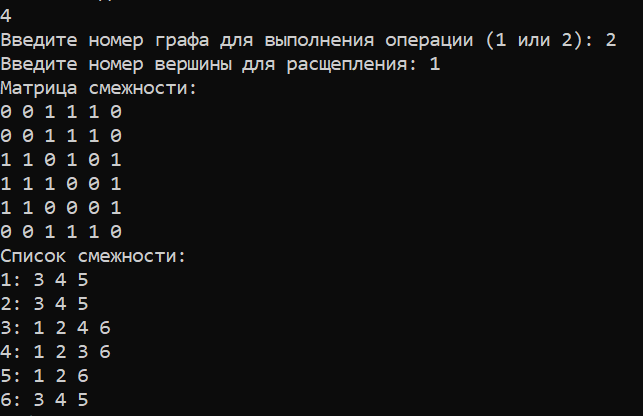 4
Введите номер графа для выполнения операции (1 или 2): 2
Введите номер вершины для расщепления: 1
Матрица смежности:
0 0 1 1 1 0
0 0 1 1 1 0
1 1 0 1 0 1
1 1 1 0 0 1
1 1 0 0 0 1
0 0 1 1 1 0
Список смежности:
1: 3 4 5
2: 3 4 5
3: 1 2 4 6
4: 1 2 3 6
5: 1 2 6
6: 3 4 5